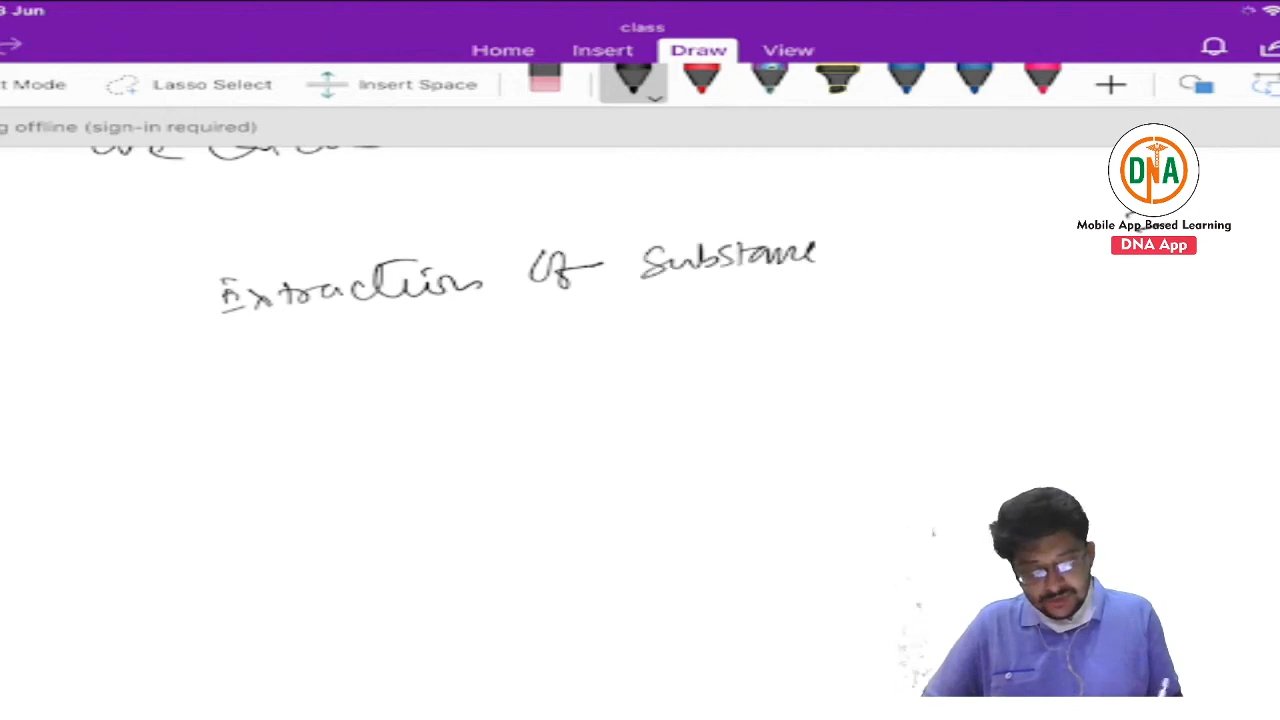 3 Jun
class
Home Insert Draw View
t Mode Lasso Select Insert Space
g offline (sign-in required)
DNA
Mobile App Based Learning
DNA App
Extraction of Substance